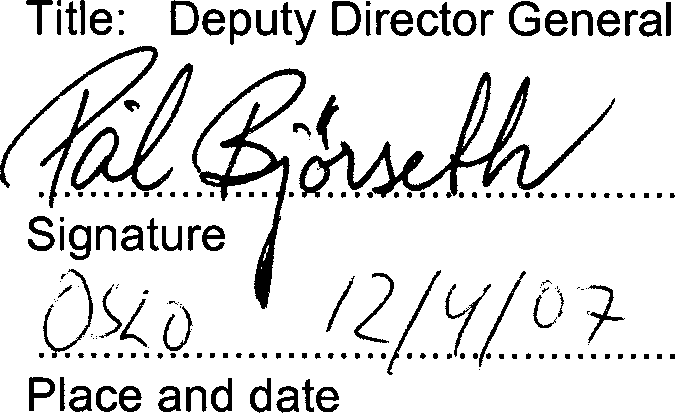 Title: Deputy Director General
Pål Bjørseth
Signature
OSLO 12/4/07
Place and date